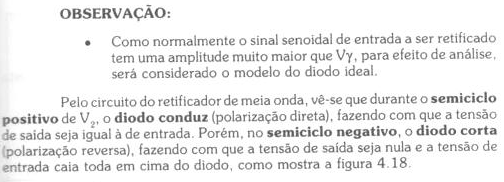 OBSERVAÇÃO:
• Como normalmente o sinal senoidal de entrada a ser retificado
tem uma amplitude muito maior que Vγ, para efeito de análise,
será considerado o modelo do diodo ideal.
Pelo circuito do retificador de meia onda, vê-se que durante o semiciclo
positivo de V₂, o diodo conduz (polarização direta), fazendo com que a tensão
de saída seja igual à de entrada. Porém, no semiciclo negativo, o diodo corta
(polarização reversa), fazendo com que a tensão de saída seja nula e a tensão de
entrada caia toda em cima do diodo, como mostra a figura 4.18.